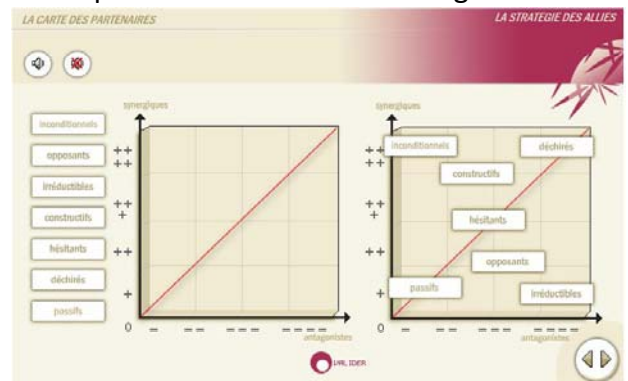 LA CARTE DES PARTENAIRES
LA STRATEGIE DES ALLIES
inconditionnels
opposants
irréductibles
constructifs
hésitants
déchirés
passifs
synergiques
++
++
++
+
++
+
0
= == === ====
antagonistes
synergiques
++
++
++
+
++
+
0
= == === ====
antagonistes
inconditionnels
déchirés
constructifs
hésitants
opposants
passifs
irréductibles
VALIDER